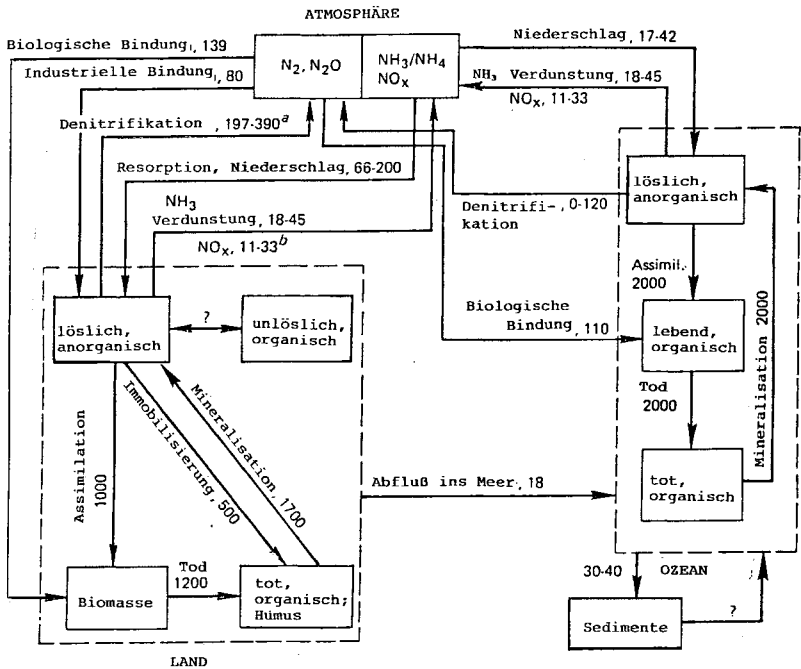 ATMOSPHÄRE
Biologische Bindung, 139
Industrielle Bindung, 80
N2, N2O
NH3/NH4
NOx
Niederschlag, 17-42
NH3 Verdunstung, 18-45
NOx, 11-33
Denitrifikation, 197-390a
Resorption, Niederschlag, 66-200
NH3
Verdunstung, 18-45
NOx, 11-33b
Denitrifi-, 0-120
kation
löslich,
anorganisch
Assimil.
2000
Biologische
Bindung, 110
lebend,
organisch
Tod
2000
tot,
organisch
Mineralisation 2000
löslich,
anorganisch
?
unlöslich,
organisch
Assimilation
1000
Immobilisierung, 500
Mineralisation, 1700
Abfluß ins Meer, 18
Biomasse
Tod
1200
tot,
organisch;
Humus
LAND
30-40
OZEAN
Sedimente
?